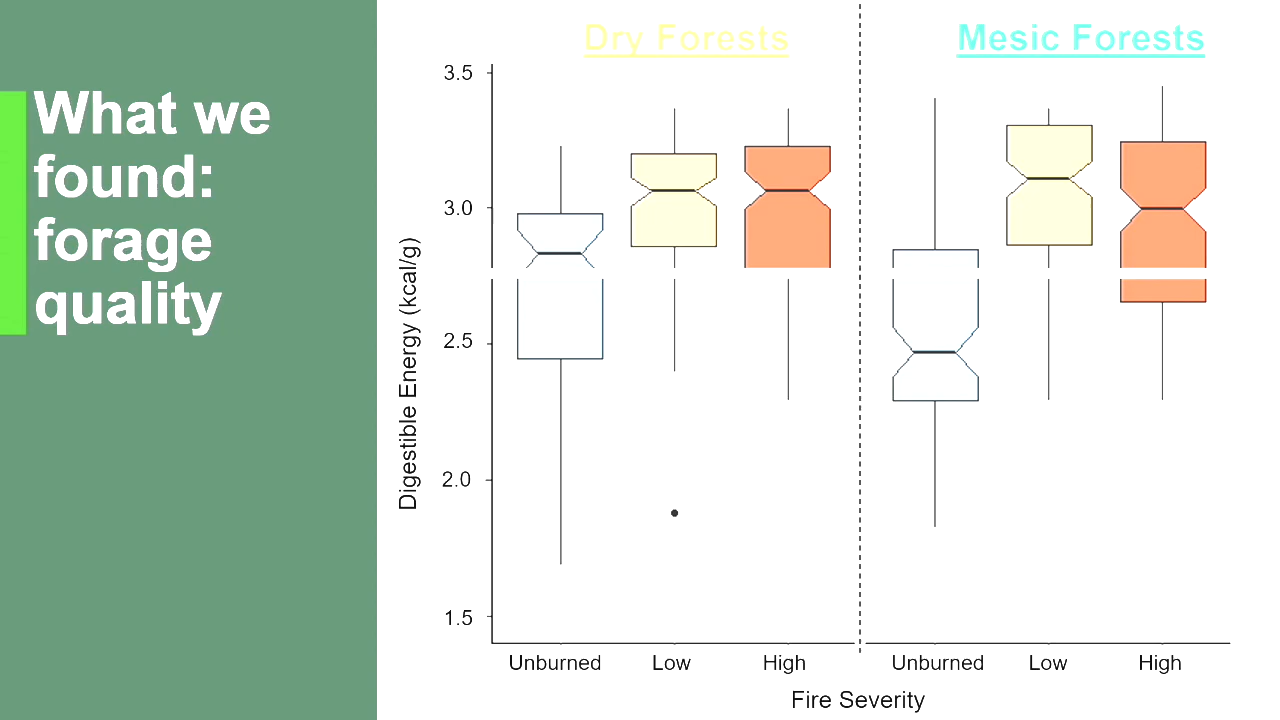 What we
found:
forage
quality
Dry Forests
Mesic Forests
Digestible Energy (kcal/g)
3.5
3.0
2.5
2.0
1.5
Unburned Low High Unburned Low High
Fire Severity